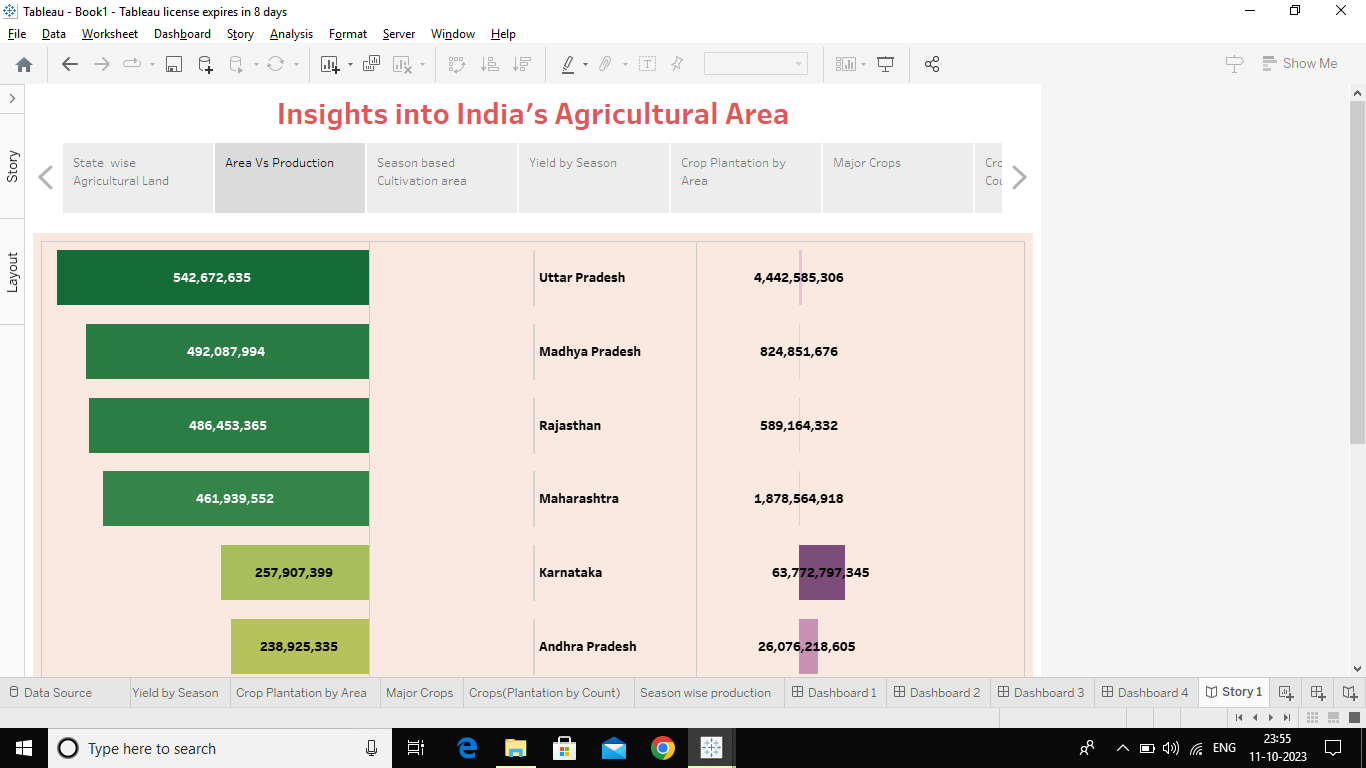 Tableau - Book1 - Tableau license expires in 8 days
File Data Worksheet Dashboard Story Analysis Format Server Window Help
Show Me
Story
Layout
Insights into India's Agricultural Area
State wise
Agricultural Land
Area Vs Production
Season based
Cultivation area
Yield by Season
Crop Plantation by
Area
Major Crops
Cro
Cou
542,672,635 Uttar Pradesh 4,442,585,306
492,087,994 Madhya Pradesh 824,851,676
486,453,365 Rajasthan 589,164,332
461,939,552 Maharashtra 1,878,564,918
257,907,399 Karnataka 63,772,797,345
238,925,335 Andhra Pradesh 26,076,218,605
Data Source Yield by Season Crop Plantation by Area Major Crops Crops(Plantation by Count) Season wise production Dashboard 1 Dashboard 2 Dashboard 3 Dashboard 4 Story 1
Type here to search
ENG
23:55
11-10-2023